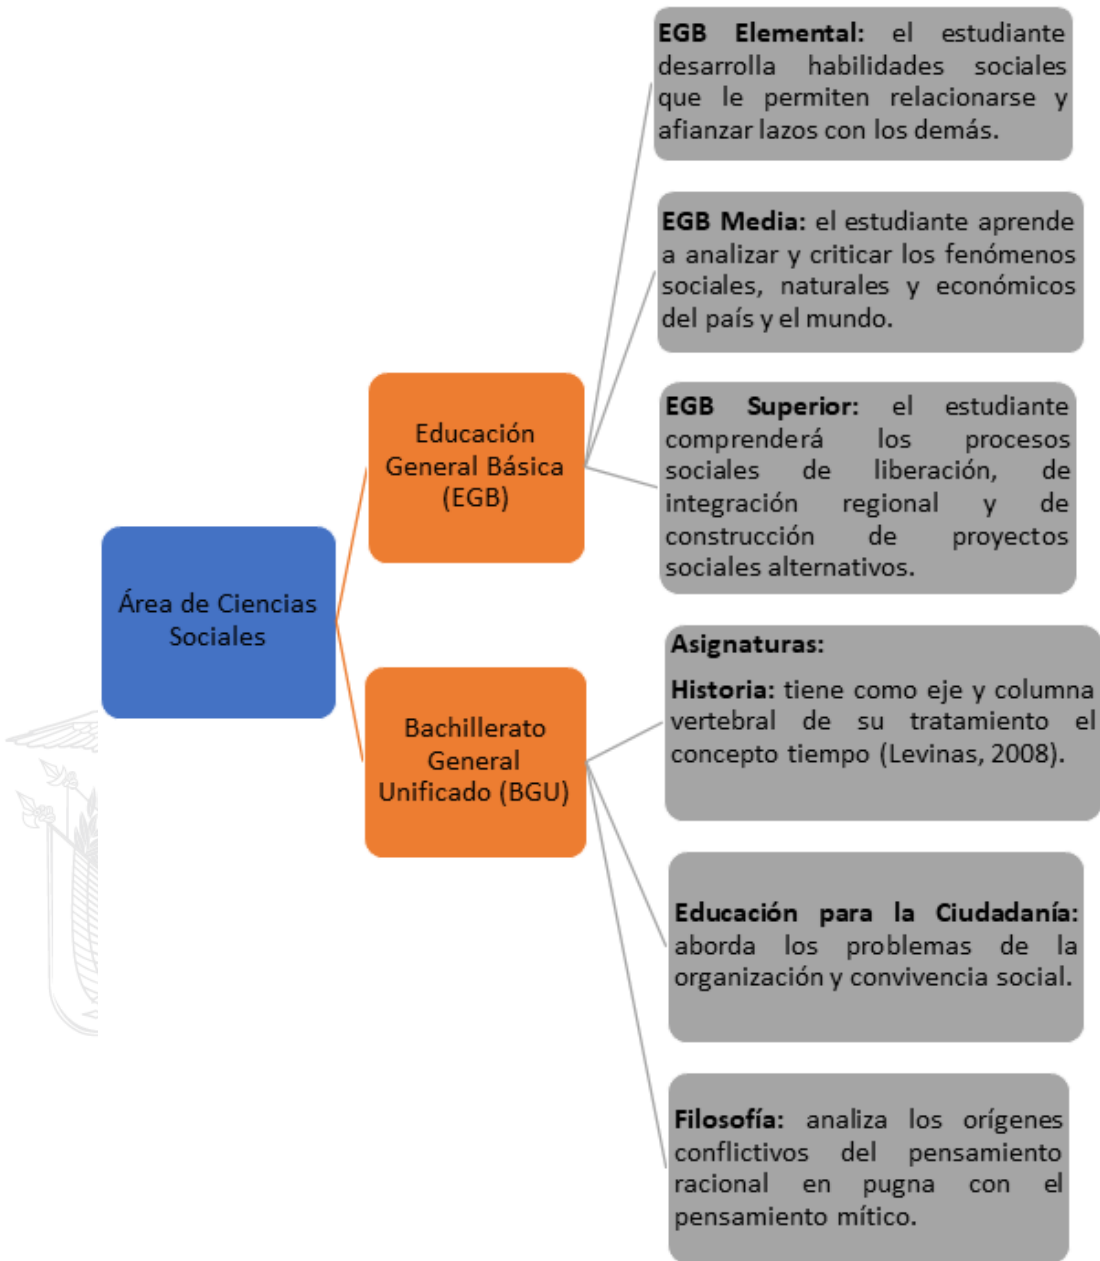 Área de Ciencias
Sociales
Educación
General Básica
(EGB)
EGB Elemental: el estudiante
desarrolla habilidades sociales
que le permiten relacionarse y
afianzar lazos con los demás.
EGB Media: el estudiante aprende
a analizar y criticar los fenómenos
sociales, naturales y económicos
del país y el mundo.
EGB Superior: el estudiante
comprenderá los procesos
sociales de liberación, de
integración regional y de
construcción de proyectos
sociales alternativos.
Bachillerato
General
Unificado (BGU)
Asignaturas:
Historia: tiene como eje y columna
vertebral de su tratamiento el
concepto tiempo (Levinas, 2008).
Educación para la Ciudadanía:
aborda los problemas de la
organización y convivencia social.
Filosofía: analiza los orígenes
conflictivos del pensamiento
racional en pugna con el
pensamiento mítico.